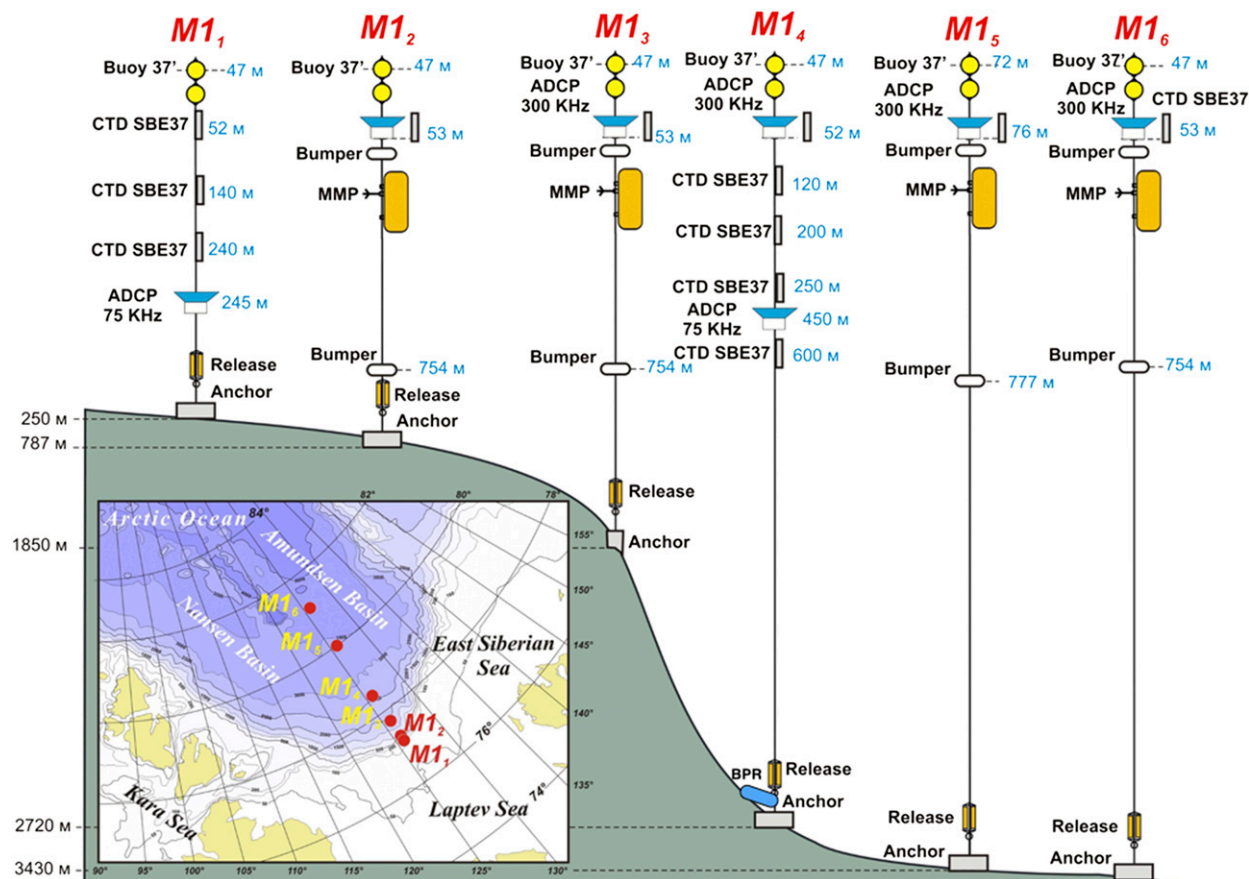 M1₁
Buoy 37'
47 м
CTD SBE37
52 м
CTD SBE37
140 м
CTD SBE37
240 м
ADCP
75 KHz
245 м
Release
Anchor
M1₂
Buoy 37'
47 м
53 м
Bumper
MMP
Bumper
754 м
Release
Anchor
M1₃
Buoy 37'
47 м
ADCP
300 KHz
53 м
Bumper
MMP
Bumper
754 м
Release
Anchor
M1₄
Buoy 37'
47 м
ADCP
300 KHz
52 м
CTD SBE37
120 м
CTD SBE37
200 м
CTD SBE37
250 м
ADCP
75 KHz
450 м
CTD SBE37
600 м
BPR
Release
Anchor
M1₅
Buoy 37'
72 м
ADCP
300 KHz
76 м
Bumper
MMP
Bumper
777 м
Release
Anchor
M1₆
Buoy 37'
47 м
ADCP
300 KHz
CTD SBE37
53 м
Bumper
MMP
Bumper
754 м
Release
Anchor
250 м
787 м
1850 м
2720 м
3430 м
84°
82°
80°
78°
Arctic Ocean
Amundsen Basin
Nansen Basin
M1₆
M1₅
M1₄
M1₃
M1₂
M1₁
East Siberian
Sea
Laptev Sea
Kara Sea
76°
74°
155°
150°
145°
140°
135°
90°
95°
100°
105°
110°
115°
120°
125°
130°